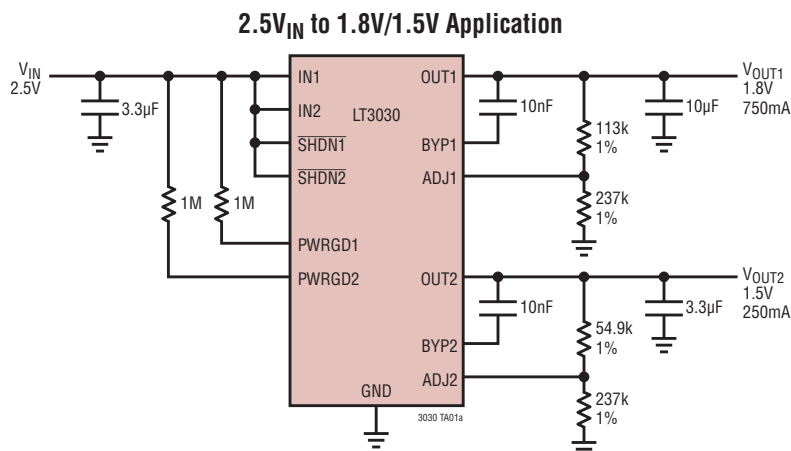 2.5VIN to 1.8V/1.5V Application
VIN
2.5V
3.3µF
1M
1M
IN1
IN2
SHDN1
SHDN2
PWRGD1
PWRGD2
LT3030
OUT1
BYP1
ADJ1
OUT2
BYP2
ADJ2
GND
10nF
113k
1%
237k
1%
10µF
VOUT1
1.8V
750mA
10nF
54.9k
1%
237k
1%
3.3µF
VOUT2
1.5V
250mA
3030 TA01a